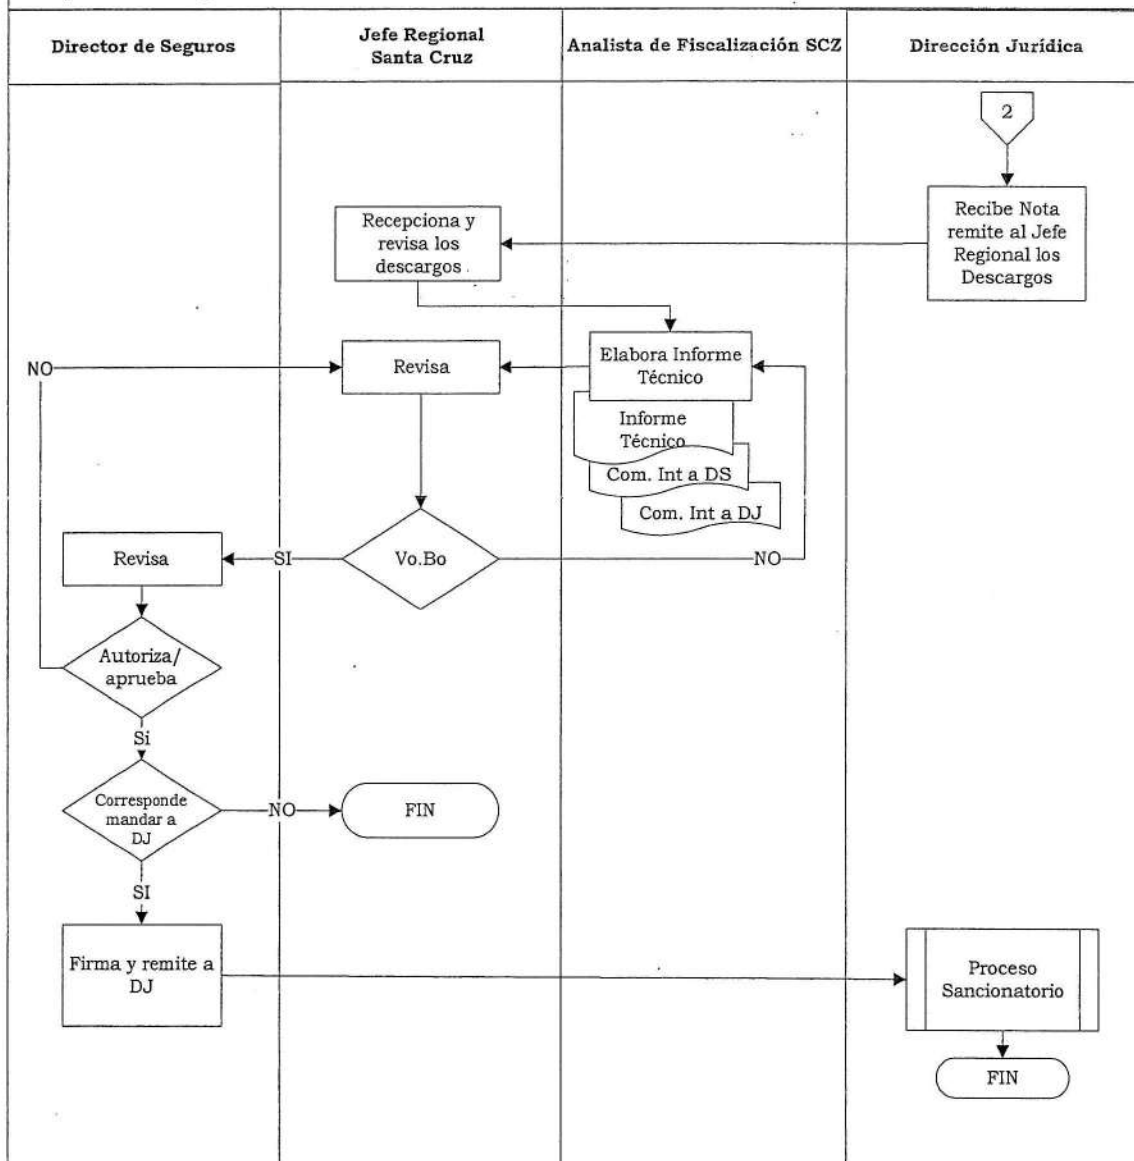 Director de Seguros
Jefe Regional
Santa Cruz
Analista de Fiscalización SCZ
Dirección Jurídica
2
Recibe Nota
remite al Jefe
Regional los
Descargos
Recepciona y
revisa los
descargos
Elabora Informe
Técnico
Revisa
NO
Informe
Técnico
Com. Int a DS
Com. Int a DJ
Vo.Bo
SI
NO
Revisa
Autoriza/
aprueba
Si
Corresponde
mandar a
DJ
NO
FIN
SI
Firma y remite a
DJ
Proceso
Sancionatorio
FIN